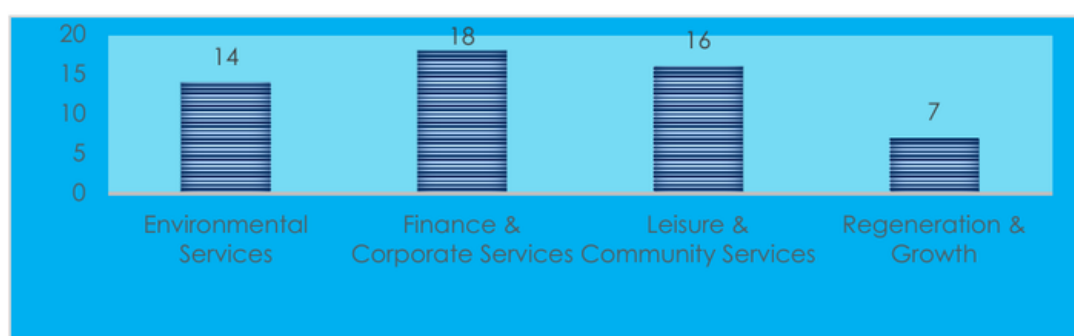 20
15
10
5
0
14
18
16
7
Environmental
Services
Finance &
Corporate Services
Leisure &
Community Services
Regeneration &
Growth